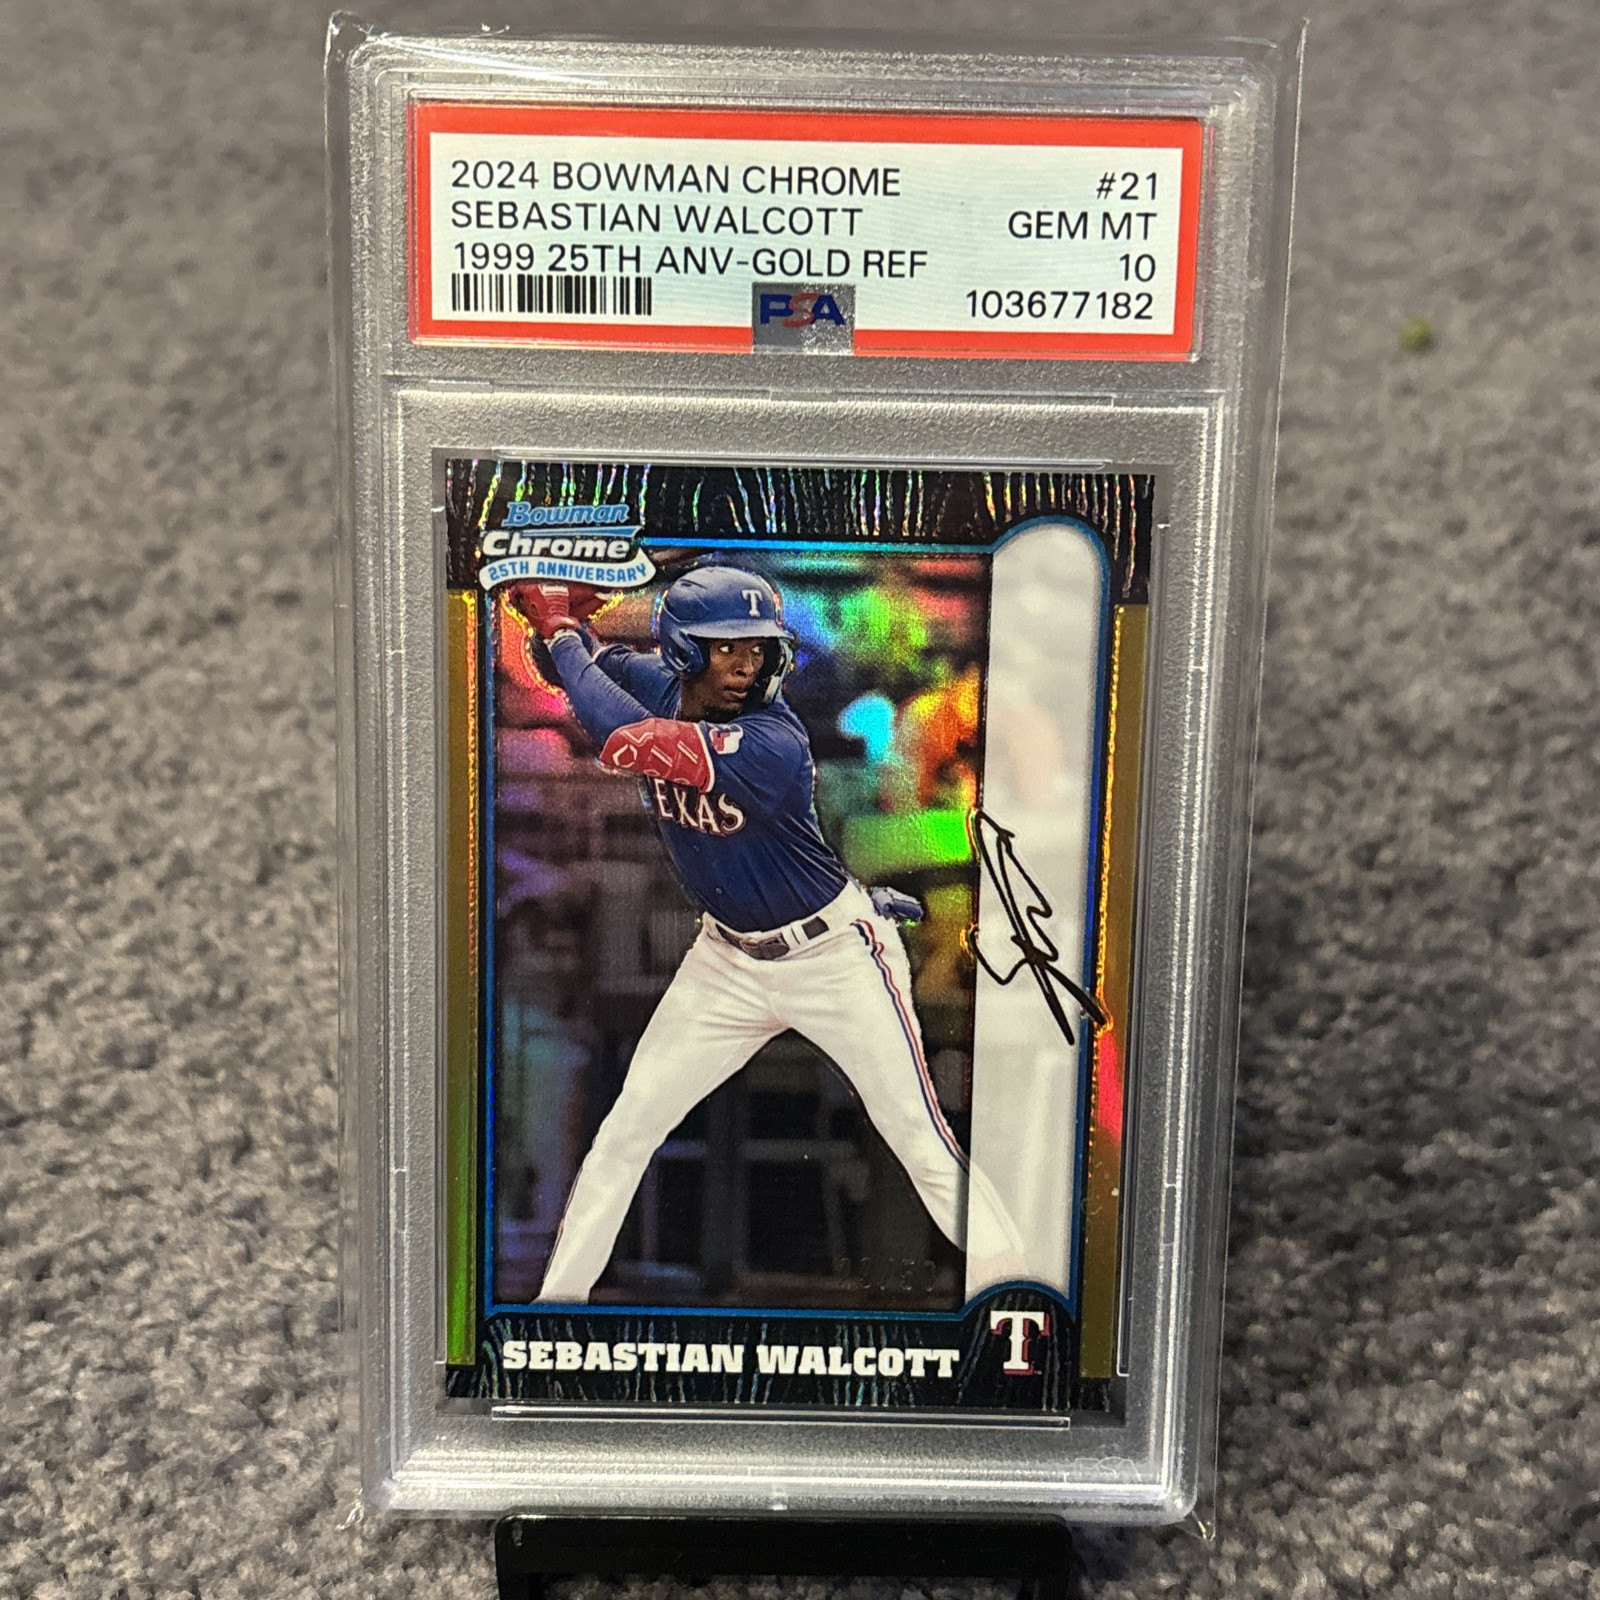 2024 BOWMAN CHROME #21
SEBASTIAN WALCOTT GEM MT
1999 25TH ANV-GOLD REF 10
PSA 103677182
Bowman
Chrome
25TH ANNIVERSARY
T
EXAS
SEBASTIAN WALCOTT T